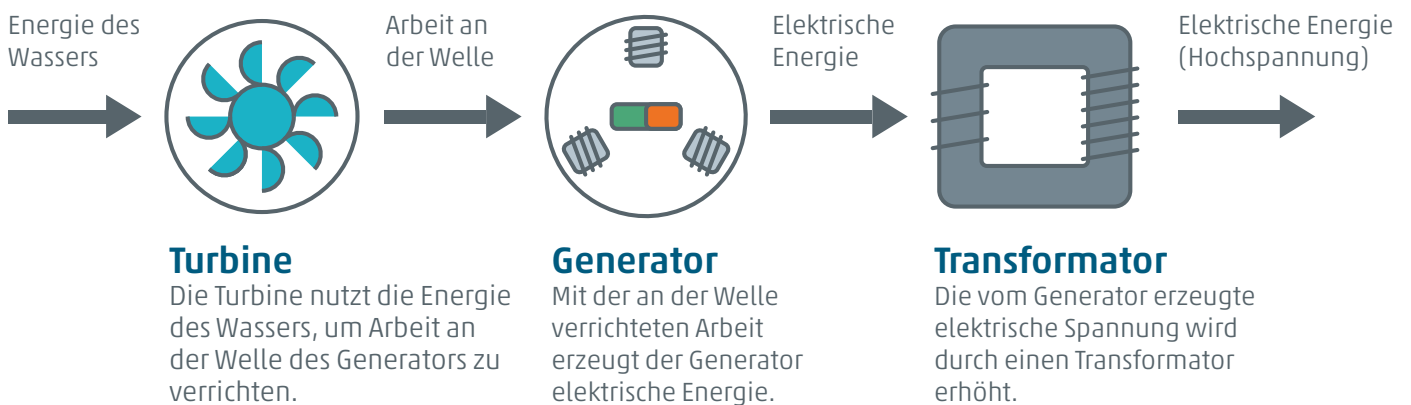 Energie des
Wassers
Arbeit an
der Welle
Elektrische
Energie
Elektrische Energie
(Hochspannung)
Turbine
Die Turbine nutzt die Energie
des Wassers, um Arbeit an
der Welle des Generators zu
verrichten.
Generator
Mit der an der Welle
verrichteten Arbeit
erzeugt der Generator
elektrische Energie.
Transformator
Die vom Generator erzeugte
elektrische Spannung wird
durch einen Transformator
erhöht.